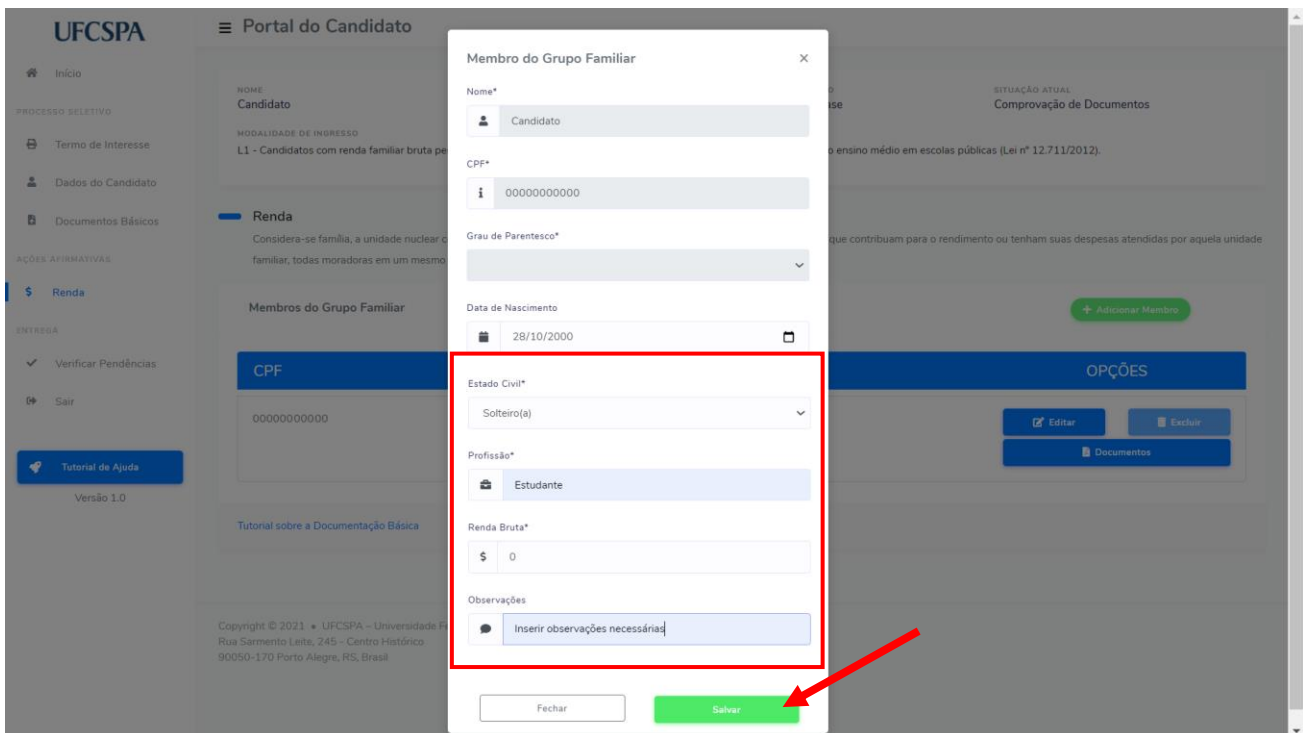 UFCSPA
Portal do Candidato
Início
PROCESSO SELETIVO
Termo de Interesse
Dados do Candidato
Documentos Básicos
AÇÕES AFIRMATIVAS
Renda
ENTREGA
Verificar Pendências
Sair
Tutorial de Ajuda
Versão 1.0
NOME
Candidato
SITUAÇÃO ATUAL
Comprovação de Documentos
MODALIDADE DE INGRESSO
L1 - Candidatos com renda familiar bruta
o ensino médio em escolas públicas (Lei nº 12.711/2012).
Renda
Considera-se família, a unidade nuclear
que contribuam para o rendimento ou tenham suas despesas atendidas por aquela unidade
familiar, todas moradoras em um mesmo
Membros do Grupo Familiar
+ Adicionar Membro
CPF
OPÇÕES
00000000000
Editar
Excluir
Documentos
Tutorial sobre a Documentação Básica
Copyright © 2021 • UFCSPA – Universidade
Rua Sarmento Leite, 245 - Centro Histórico
90050-170 Porto Alegre, RS, Brasil
Membro do Grupo Familiar
×
Nome*
Candidato
CPF*
00000000000
Grau de Parentesco*
Data de Nascimento
28/10/2000
Estado Civil*
Solteiro(a)
Profissão*
Estudante
Renda Bruta*
$ 0
Observações
Inserir observações necessárias
Fechar
Salvar